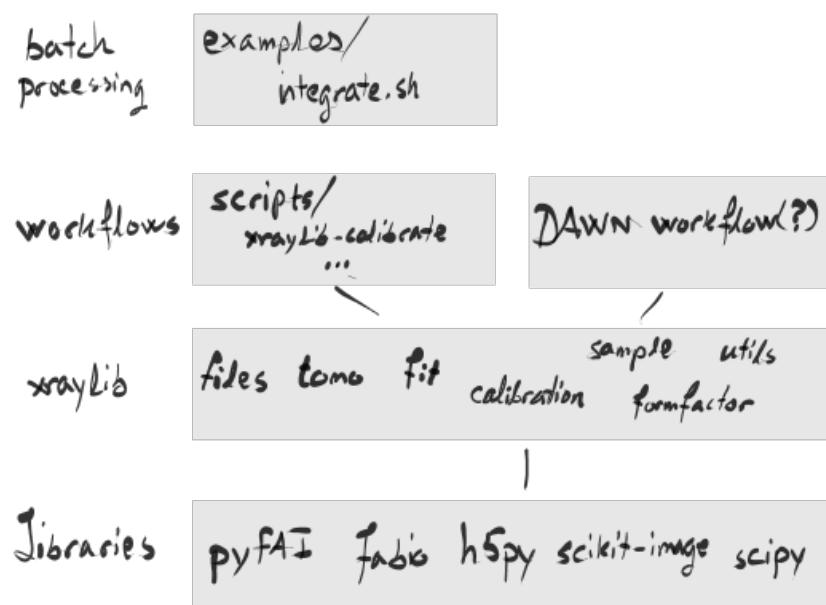 batch
processing
examples/
integrate.sh
workflows
scripts/
xraylib-calibrate
...
DAWN workflow(?)
xraylib
files tomo fit
calibration
sample utils
formfactor
Libraries
pyFAI fabio h5py scikit-image scipy